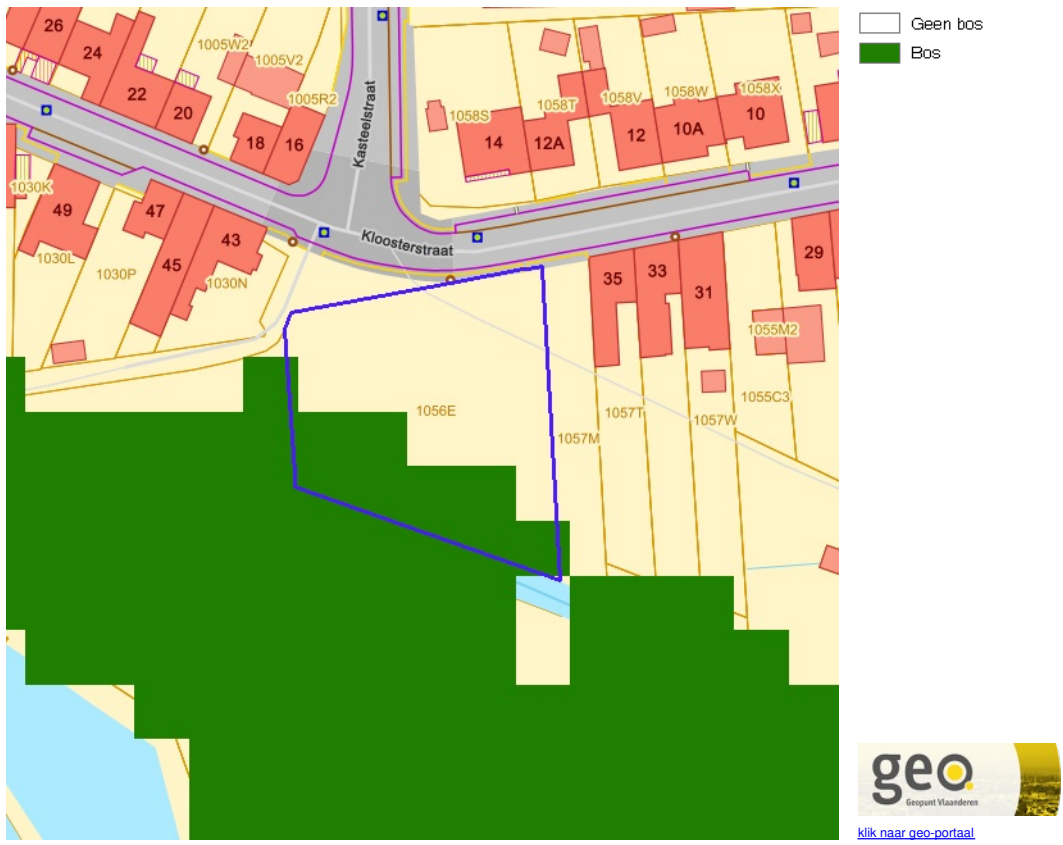 Geen bos
Bos
26
24
22
20
18
16
1005W2
1005V2
1005R2
Kasteelstraat
1058S
1058T
1058V
1058W
1058X
14
12A
12
10A
10
1030K
49
47
45
43
1030L
1030P
1030N
Kloosterstraat
35
33
31
29
1055M2
1055C3
1056E
1057M
1057T
1057W
geo.
Geopunt Vlaanderen
klik naar geo-portaal